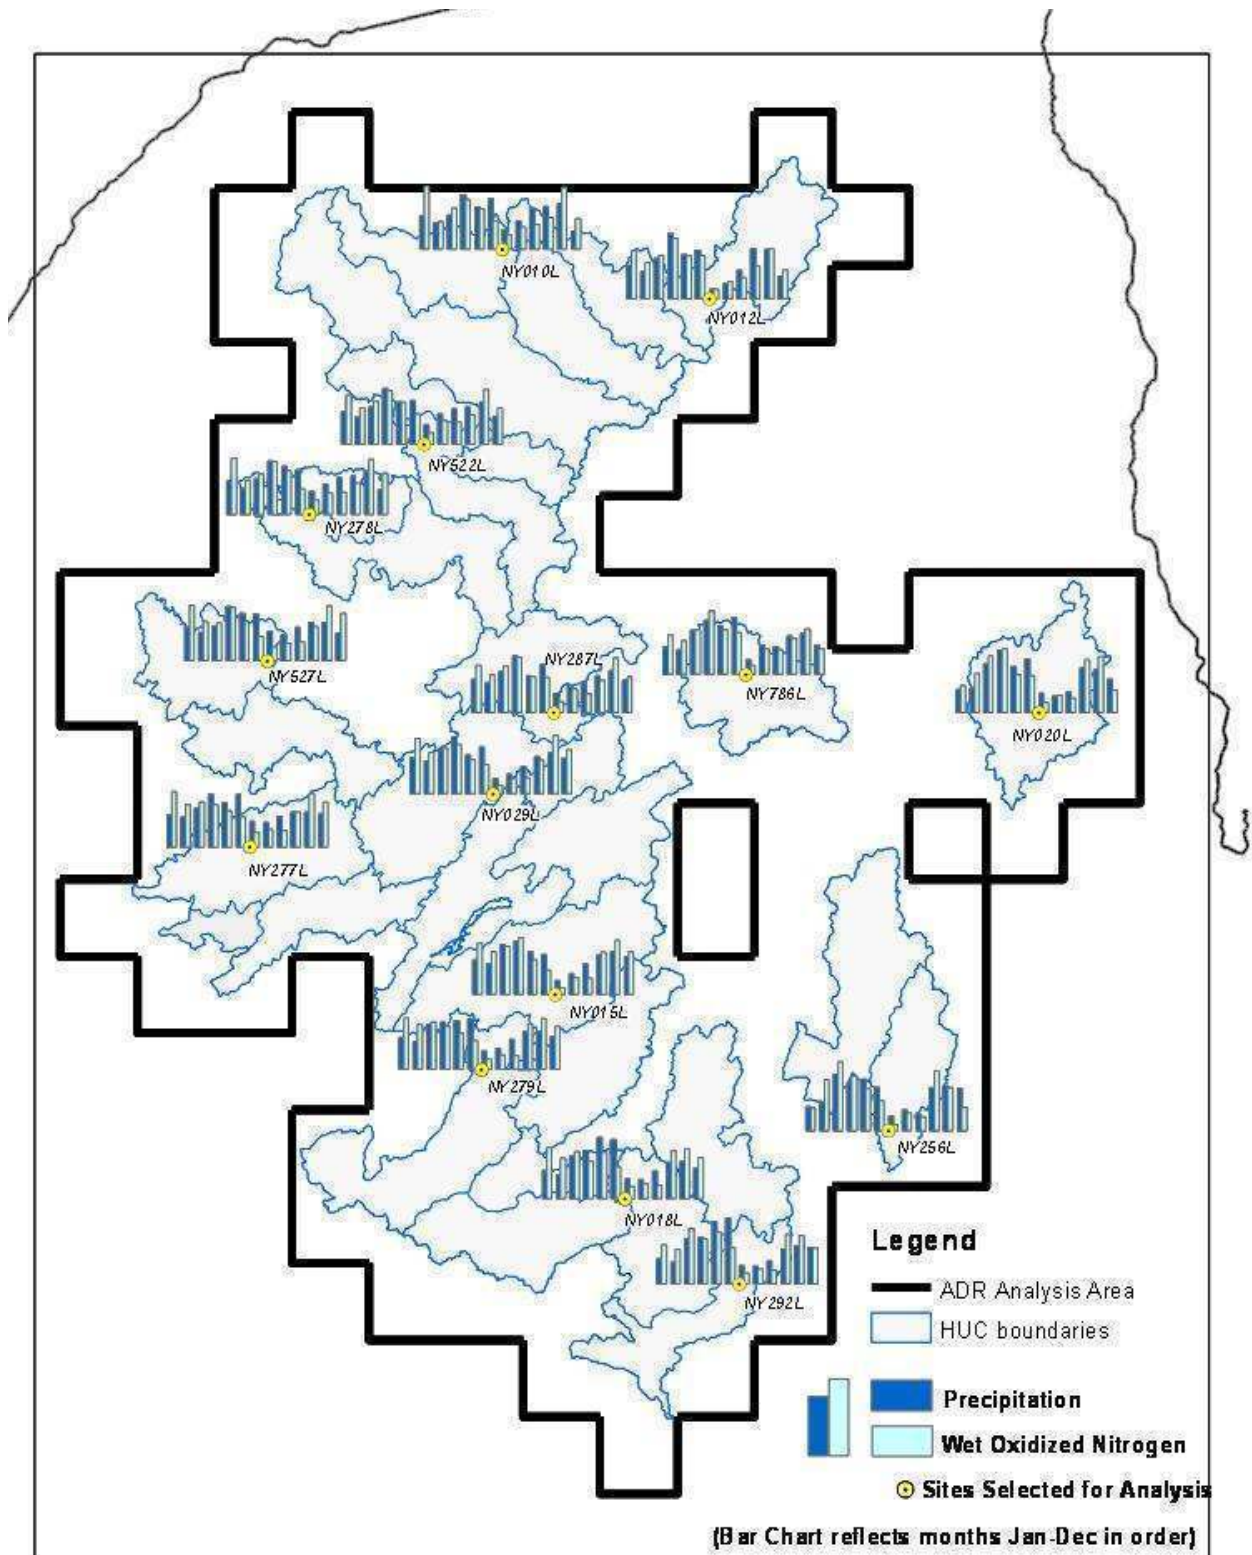 NY010L
NY012L
NY522L
NY278L
NY287L
NY527L
NY786L
NY020L
NY029L
NY277L
NY015L
NY279L
NY256L
NY018L
NY292L
Legend
ADR Analysis Area
HUC boundaries
Precipitation
Wet Oxidized Nitrogen
Sites Selected for Analysis
(Bar Chart reflects months Jan-Dec in order)